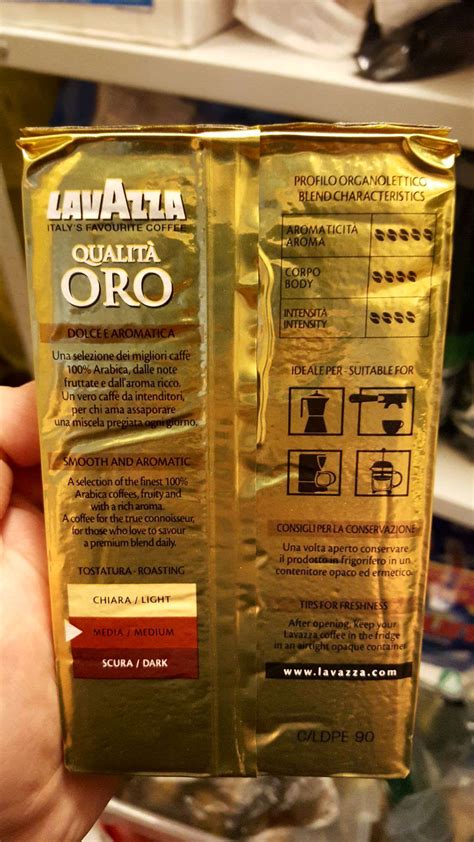 LAVAZZA
ITALY'S FAVOURITE COFFEE
QUALITÀ
ORO
DOLCE E AROMATICA
Una selezione dei migliori caffè
100% Arabica, dalle note
fruttate e dall'aroma ricco.
Un vero caffè da intenditori,
per chi ama assaporare
una miscela pregiata ogni giorno.
SMOOTH AND AROMATIC
A selection of the finest 100%
Arabica coffees, fruity and
with a rich aroma.
A coffee for the true connoisseur,
for those who love to savour
a premium blend daily.
TOSTATURA - ROASTING
CHIARA / LIGHT
MEDIA / MEDIUM
SCURA / DARK
PROFILO ORGANOLETTICO
BLEND CHARACTERISTICS
AROMATICITÀ
AROMA
CORPO
BODY
INTENSITÀ
INTENSITY
IDEALE PER - SUITABLE FOR
CONSIGLI PER LA CONSERVAZIONE
Una volta aperto conservare
il prodotto in frigorifero in un
contenitore opaco ed ermetico.
TIPS FOR FRESHNESS
After opening, Keep your
Lavazza coffee in the fridge
in an airtight opaque container
www.lavazza.com
C/LDPE 90